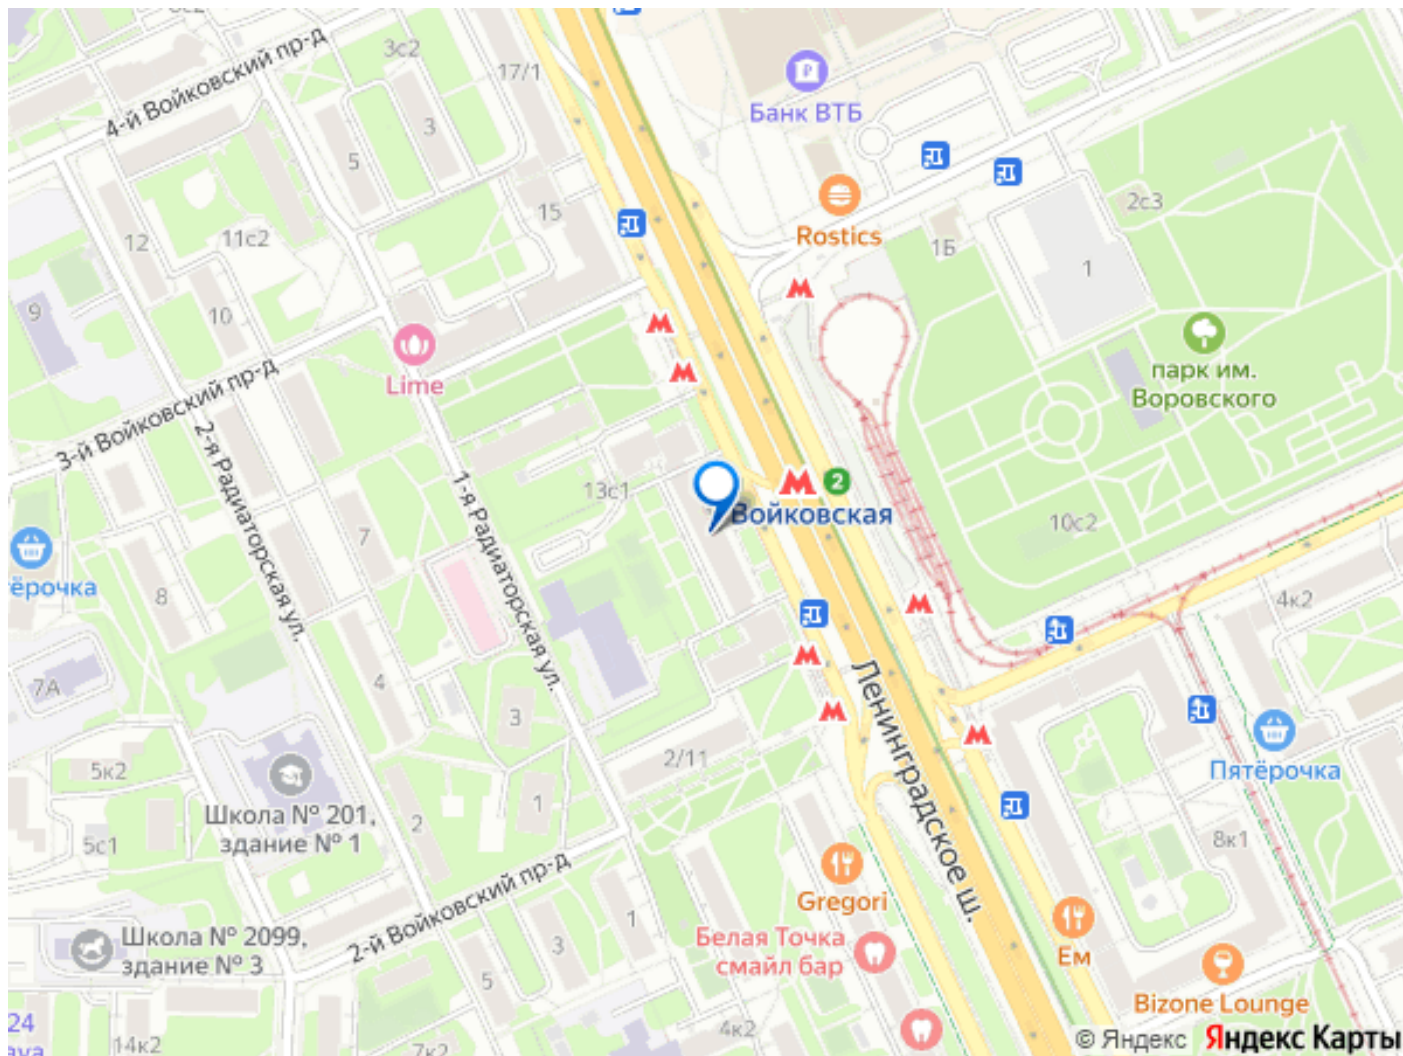 3с2
17/1
4-й Войковский пр-д
Банк ВТБ
3
5
2с3
15
12
11с2
Rostics
1Б
1
9
10
Lime
парк им.
Воровского
3-й Войковский пр-д
2-я Радиаторская ул.
1-я Радиаторская ул.
13с1
2
Войковская
10с2
7
8
4к2
7А
4
3
Ленинградское ш.
2/11
Пятёрочка
5к2
1
Школа № 201,
здание № 1
2
5с1
8к1
2-й Войковский пр-д
Gregori
1
3
Школа № 2099,
здание № 3
Белая Точка
смайл бар
Ем
5
Bizone Lounge
24
4к2
14к2
7к2
© Яндекс Яндекс Карты
тёрочка